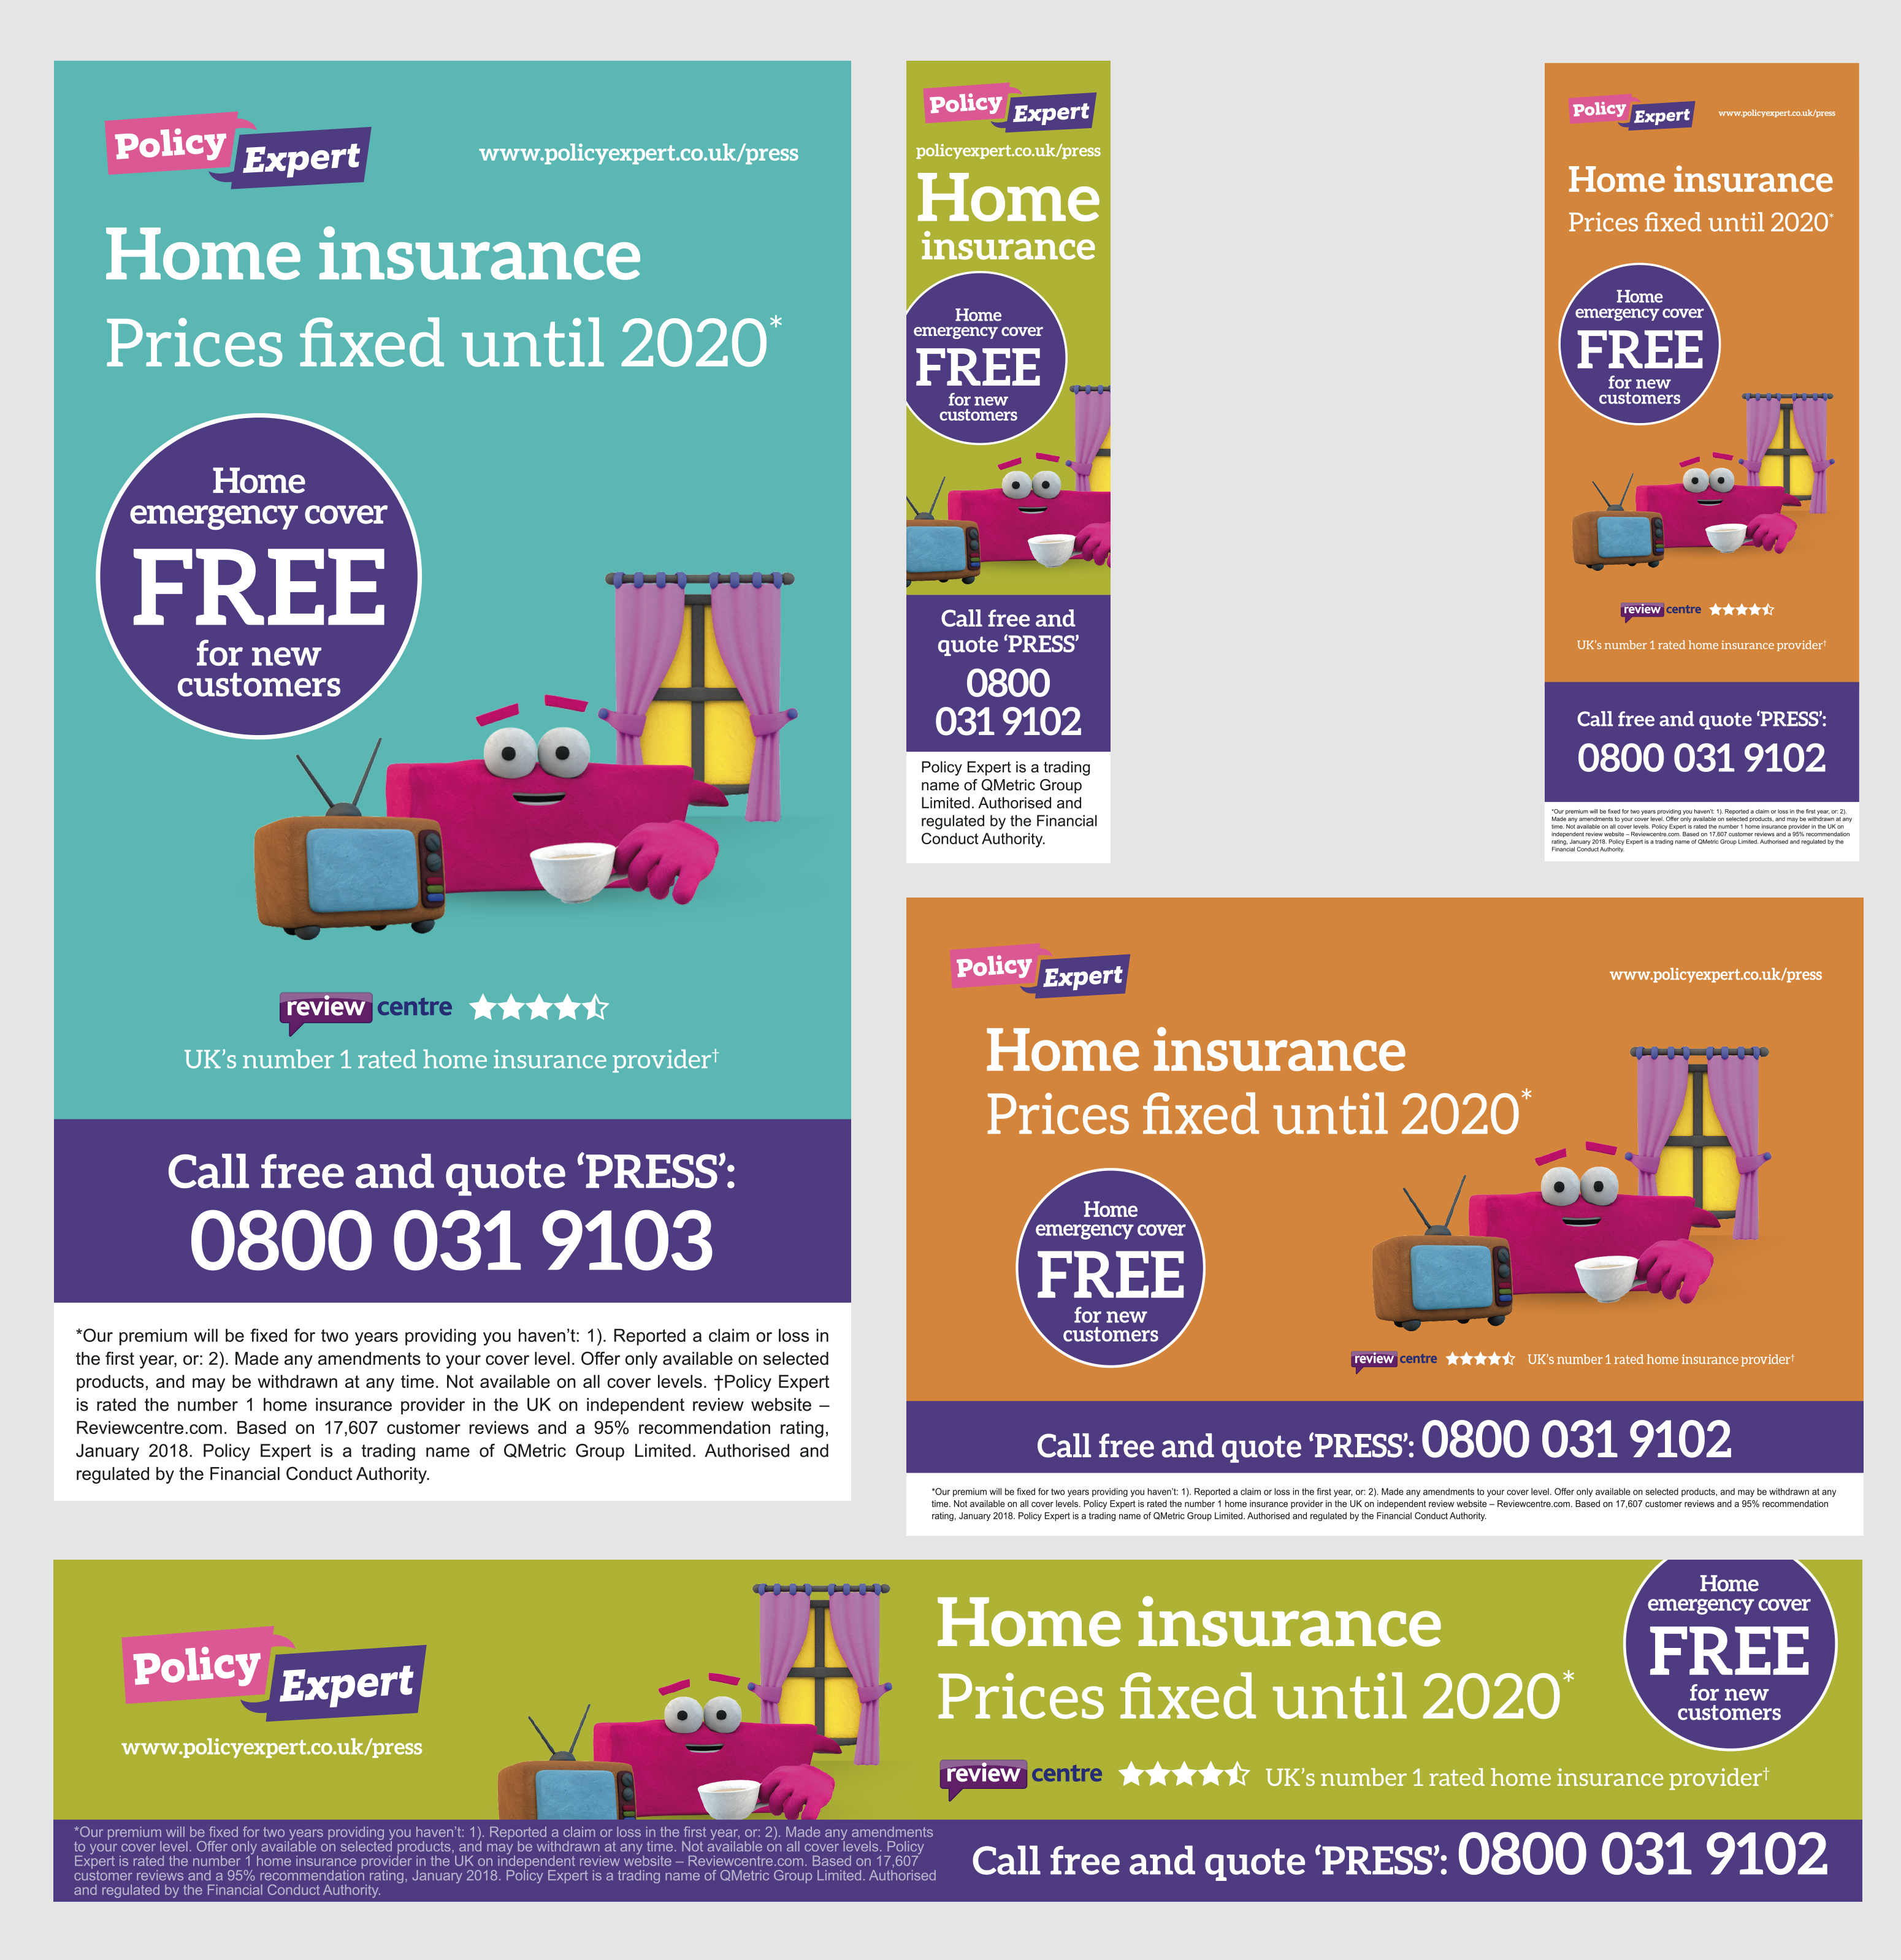 Policy
Expert
www.policyexpert.co.uk/press
Home insurance
Prices fixed until 2020*
Home
emergency cover
FREE
for new
customers
review centre
UK's number 1 rated home insurance provider†
Call free and quote ‘PRESS’:
0800 031 9103
*Our premium will be fixed for two years providing you haven’t: 1). Reported a claim or loss in
the first year, or: 2). Made any amendments to your cover level. Offer only available on selected
products, and may be withdrawn at any time. Not available on all cover levels. †Policy Expert
is rated the number 1 home insurance provider in the UK on independent review website –
Reviewcentre.com. Based on 17,607 customer reviews and a 95% recommendation rating,
January 2018. Policy Expert is a trading name of QMetric Group Limited. Authorised and
regulated by the Financial Conduct Authority.
Policy
Expert
policyexpert.co.uk/press
Home
insurance
Home
emergency cover
FREE
for new
customers
Call free and
quote ‘PRESS’
0800
031 9102
Policy Expert is a trading
name of QMetric Group
Limited. Authorised and
regulated by the Financial
Conduct Authority.
Policy
Expert
www.policyexpert.co.uk/press
Home insurance
Prices fixed until 2020*
Home
emergency cover
FREE
for new
customers
review centre
UK's number 1 rated home insurance provider†
Call free and quote ‘PRESS’:
0800 031 9102
*Our premium will be fixed for two years providing you haven't: 1). Reported a claim or loss in the first year, or: 2).
Made any amendments to your cover level. Offer only available on selected products, and may be withdrawn at any
time. Not available on all cover levels. Policy Expert is rated the number 1 home insurance provider in the UK on
independent review website – Reviewcentre.com. Based on 17,607 customer reviews and a 95% recommendation
rating, January 2018. Policy Expert is a trading name of QMetric Group Limited. Authorised and regulated by the
Financial Conduct Authority.
Policy
Expert
www.policyexpert.co.uk/press
Home insurance
Prices fixed until 2020*
Home
emergency cover
FREE
for new
customers
review centre UK's number 1 rated home insurance provider†
Call free and quote ‘PRESS’: 0800 031 9102
*Our premium will be fixed for two years providing you haven't: 1). Reported a claim or loss in the first year, or: 2). Made any amendments to your cover level. Offer only available on selected products, and may be withdrawn at any
time. Not available on all cover levels. Policy Expert is rated the number 1 home insurance provider in the UK on independent review website – Reviewcentre.com. Based on 17,607 customer reviews and a 95% recommendation
rating, January 2018. Policy Expert is a trading name of QMetric Group Limited. Authorised and regulated by the Financial Conduct Authority.
Policy
Expert
www.policyexpert.co.uk/press
Home insurance
Prices fixed until 2020*
review centre UK's number 1 rated home insurance provider†
Home
emergency cover
FREE
for new
customers
*Our premium will be fixed for two years providing you haven’t: 1). Reported a claim or loss in the first year, or: 2). Made any amendments
to your cover level. Offer only available on selected products, and may be withdrawn at any time. Not available on all cover levels. Policy
Expert is rated the number 1 home insurance provider in the UK on independent review website – Reviewcentre.com. Based on 17,607
customer reviews and a 95% recommendation rating, January 2018. Policy Expert is a trading name of QMetric Group Limited. Authorised
and regulated by the Financial Conduct Authority.
Call free and quote ‘PRESS’: 0800 031 9102